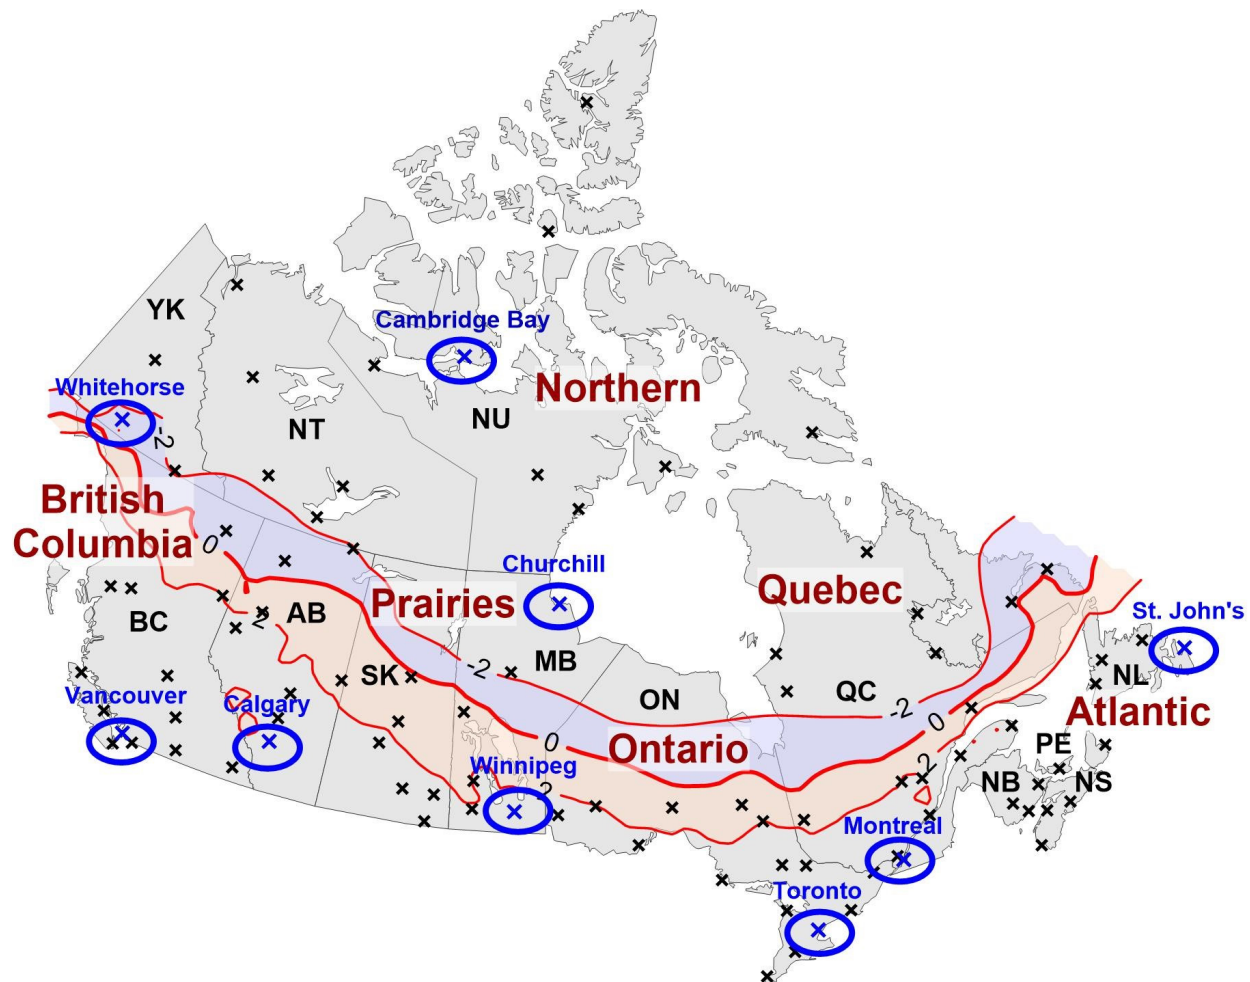 YK
Cambridge Bay
Whitehorse
Northern
NT
NU
-2
British
Columbia
0
Churchill
Prairies
Quebec
AB
BC
2
St. John's
MB
-2
SK
NL
ON
QC
Vancouver
Calgary
-2
0
Atlantic
0
Ontario
PE
Winnipeg
2
NB
NS
2
Montreal
Toronto